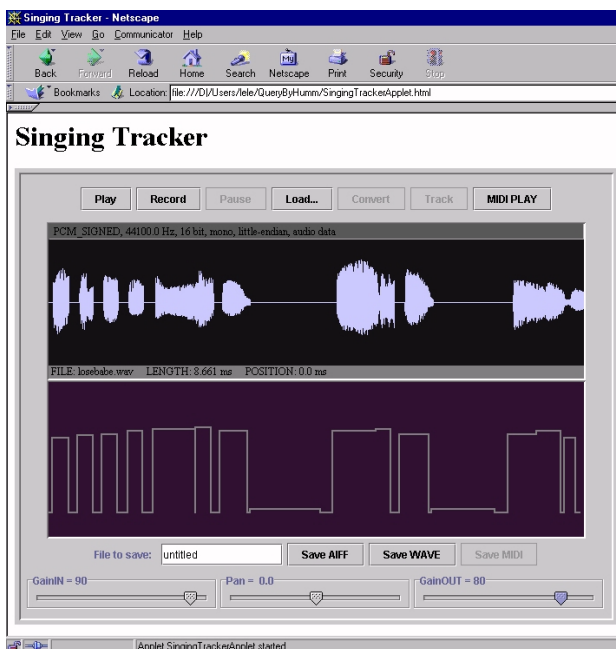 Singing Tracker - Netscape
File Edit View Go Communicator Help
Back Forward Reload Home Search Netscape Print Security Stop
Bookmarks Location: file:///D|/Users/lele/QueryByHumm/SingingTrackerApplet.html
Singing Tracker
Play Record Pause Load... Convert Track MIDI PLAY
PCM_SIGNED, 44100.0 Hz, 16 bit, mono, little-endian, audio data
FILE: losebabe.wav LENGTH: 8.661 ms POSITION: 0.0 ms
File to save: untitled Save AIFF Save WAVE Save MIDI
GainIN = 90 Pan = 0.0 GainOUT = 80
Applet SingingTrackerApplet started